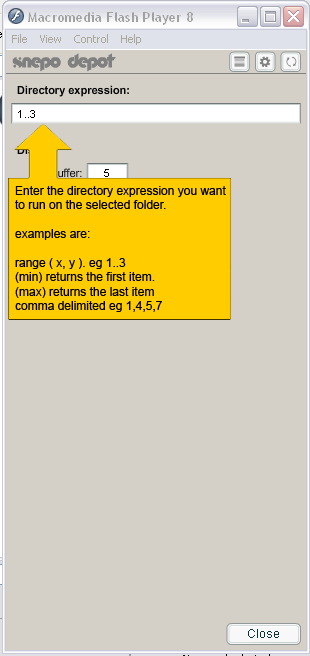 Macromedia Flash Player 8
File View Control Help
snepo depot
Directory expression:
1..3
uffer: 5
Enter the directory expression you want
to run on the selected folder.
examples are:
range ( x, y ). eg 1..3
(min) returns the first item.
(max) returns the last item
comma delimited eg 1,4,5,7
Close